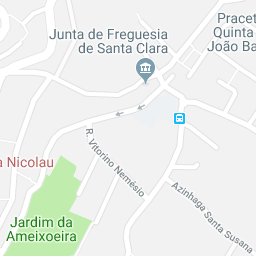 Junta de Freguesia
de Santa Clara
Pracet
Quinta
João Ba
R. Vitorino Nemésio
Azinhaga Santa Susana
a Nicolau
Jardim da
Ameixoeira